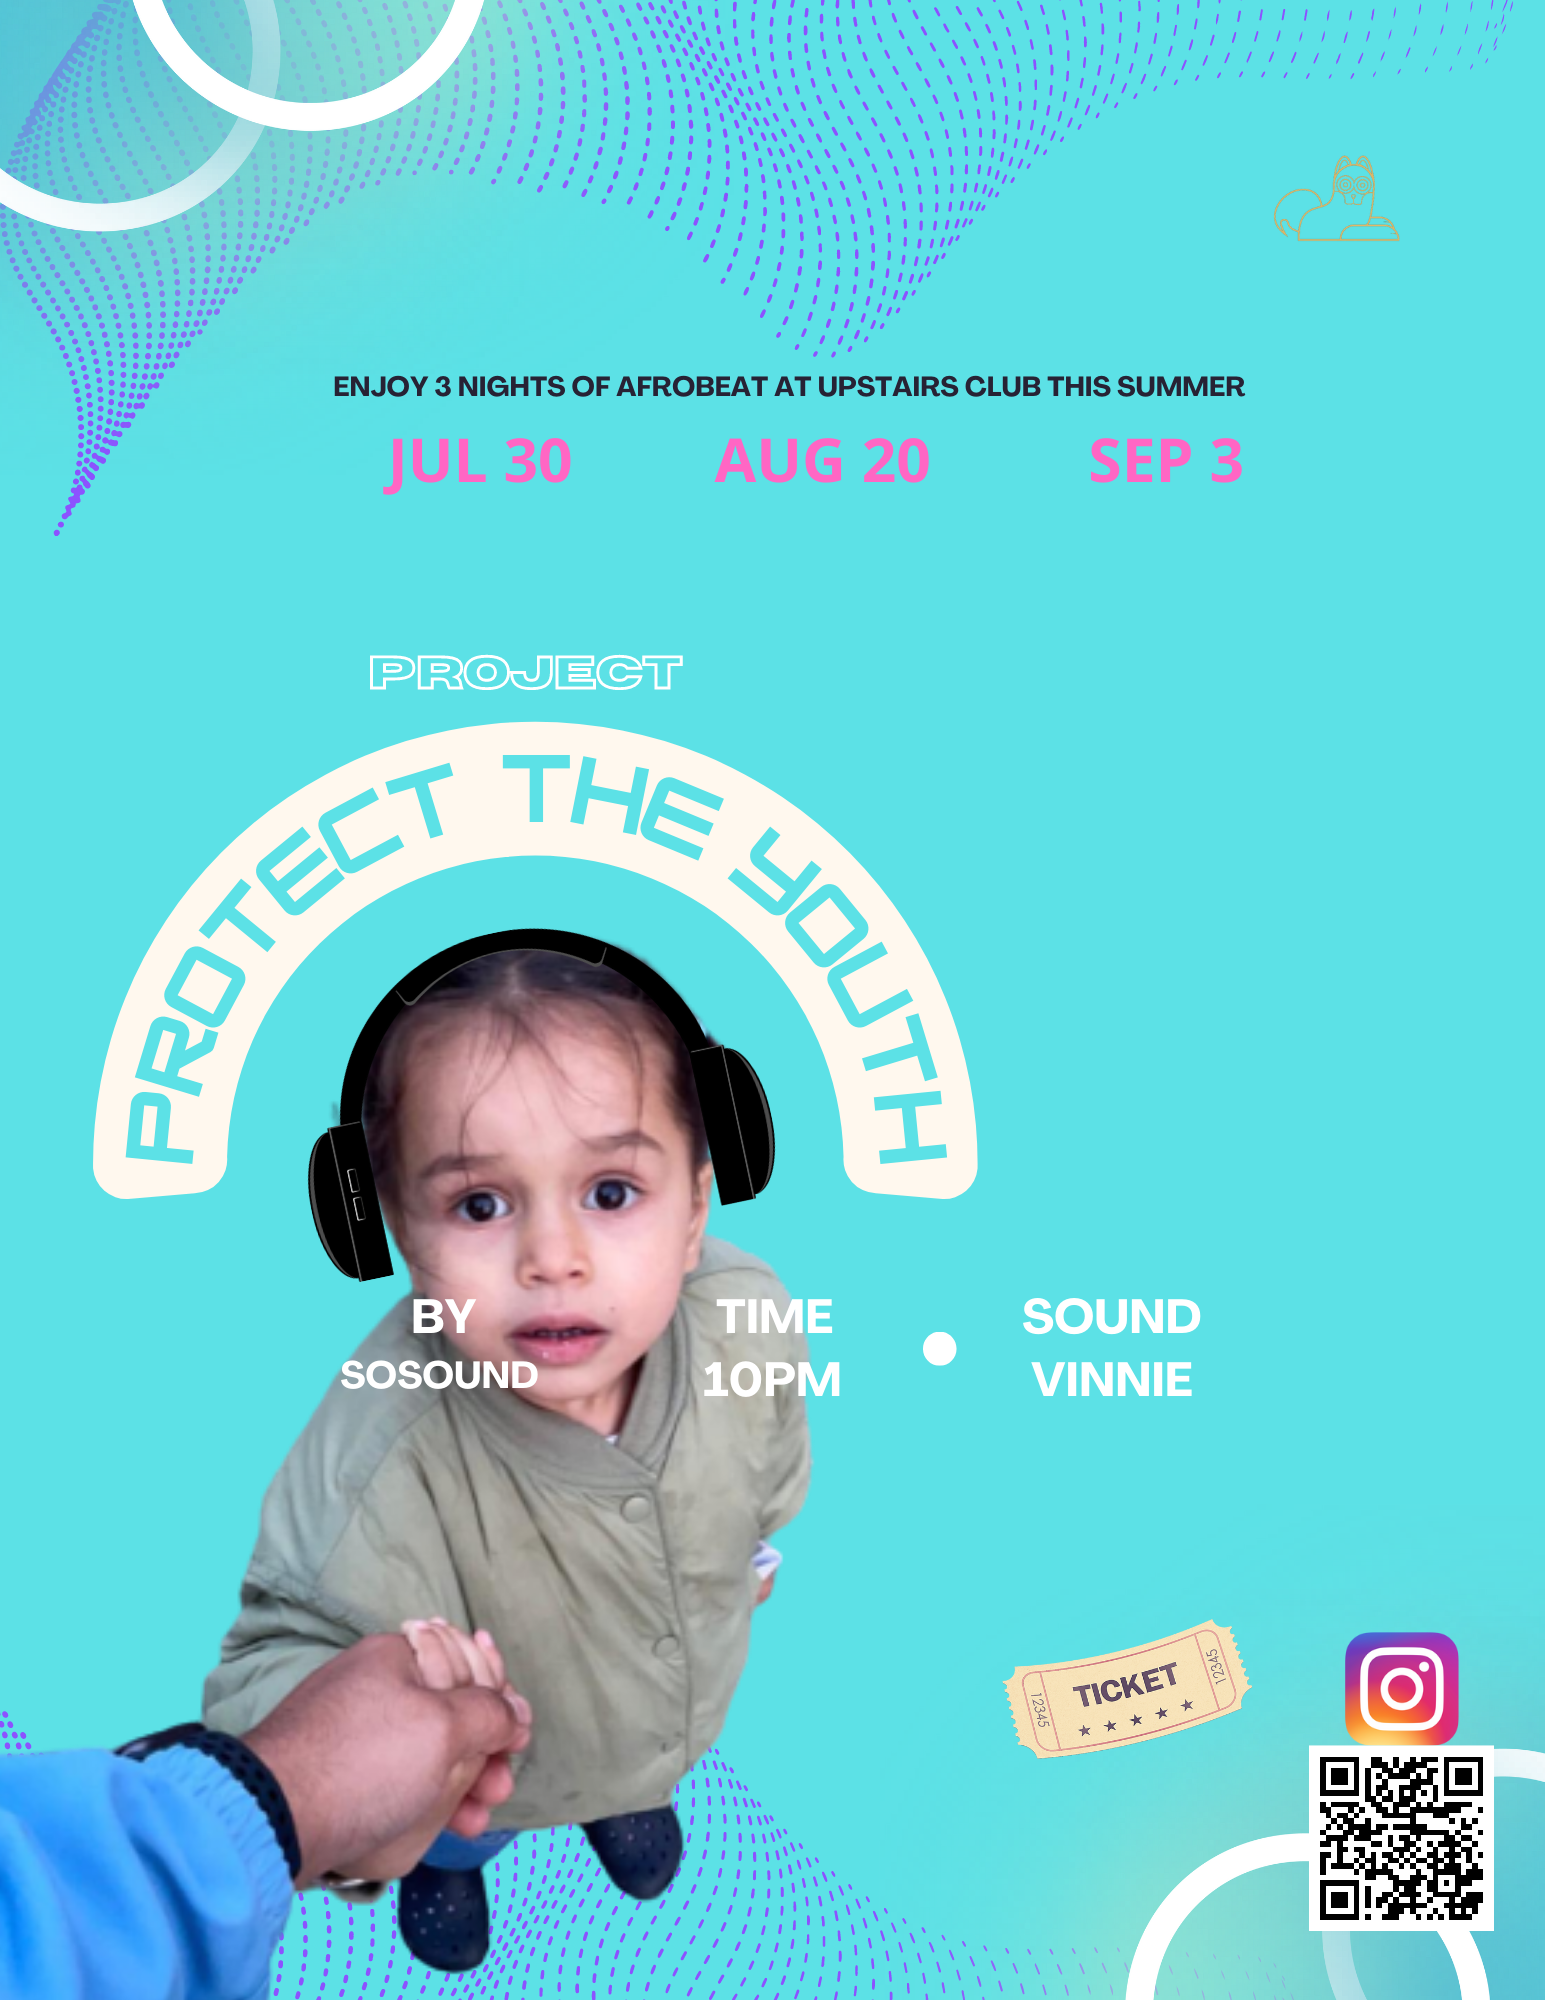 ENJOY 3 NIGHTS OF AFROBEAT AT UPSTAIRS CLUB THIS SUMMER
JUL 30 AUG 20 SEP 3
PROJECT
PROTECT THE YOUTH
BY
SOSOUND
TIME
10PM
SOUND
VINNIE
12345
TICKET
12345